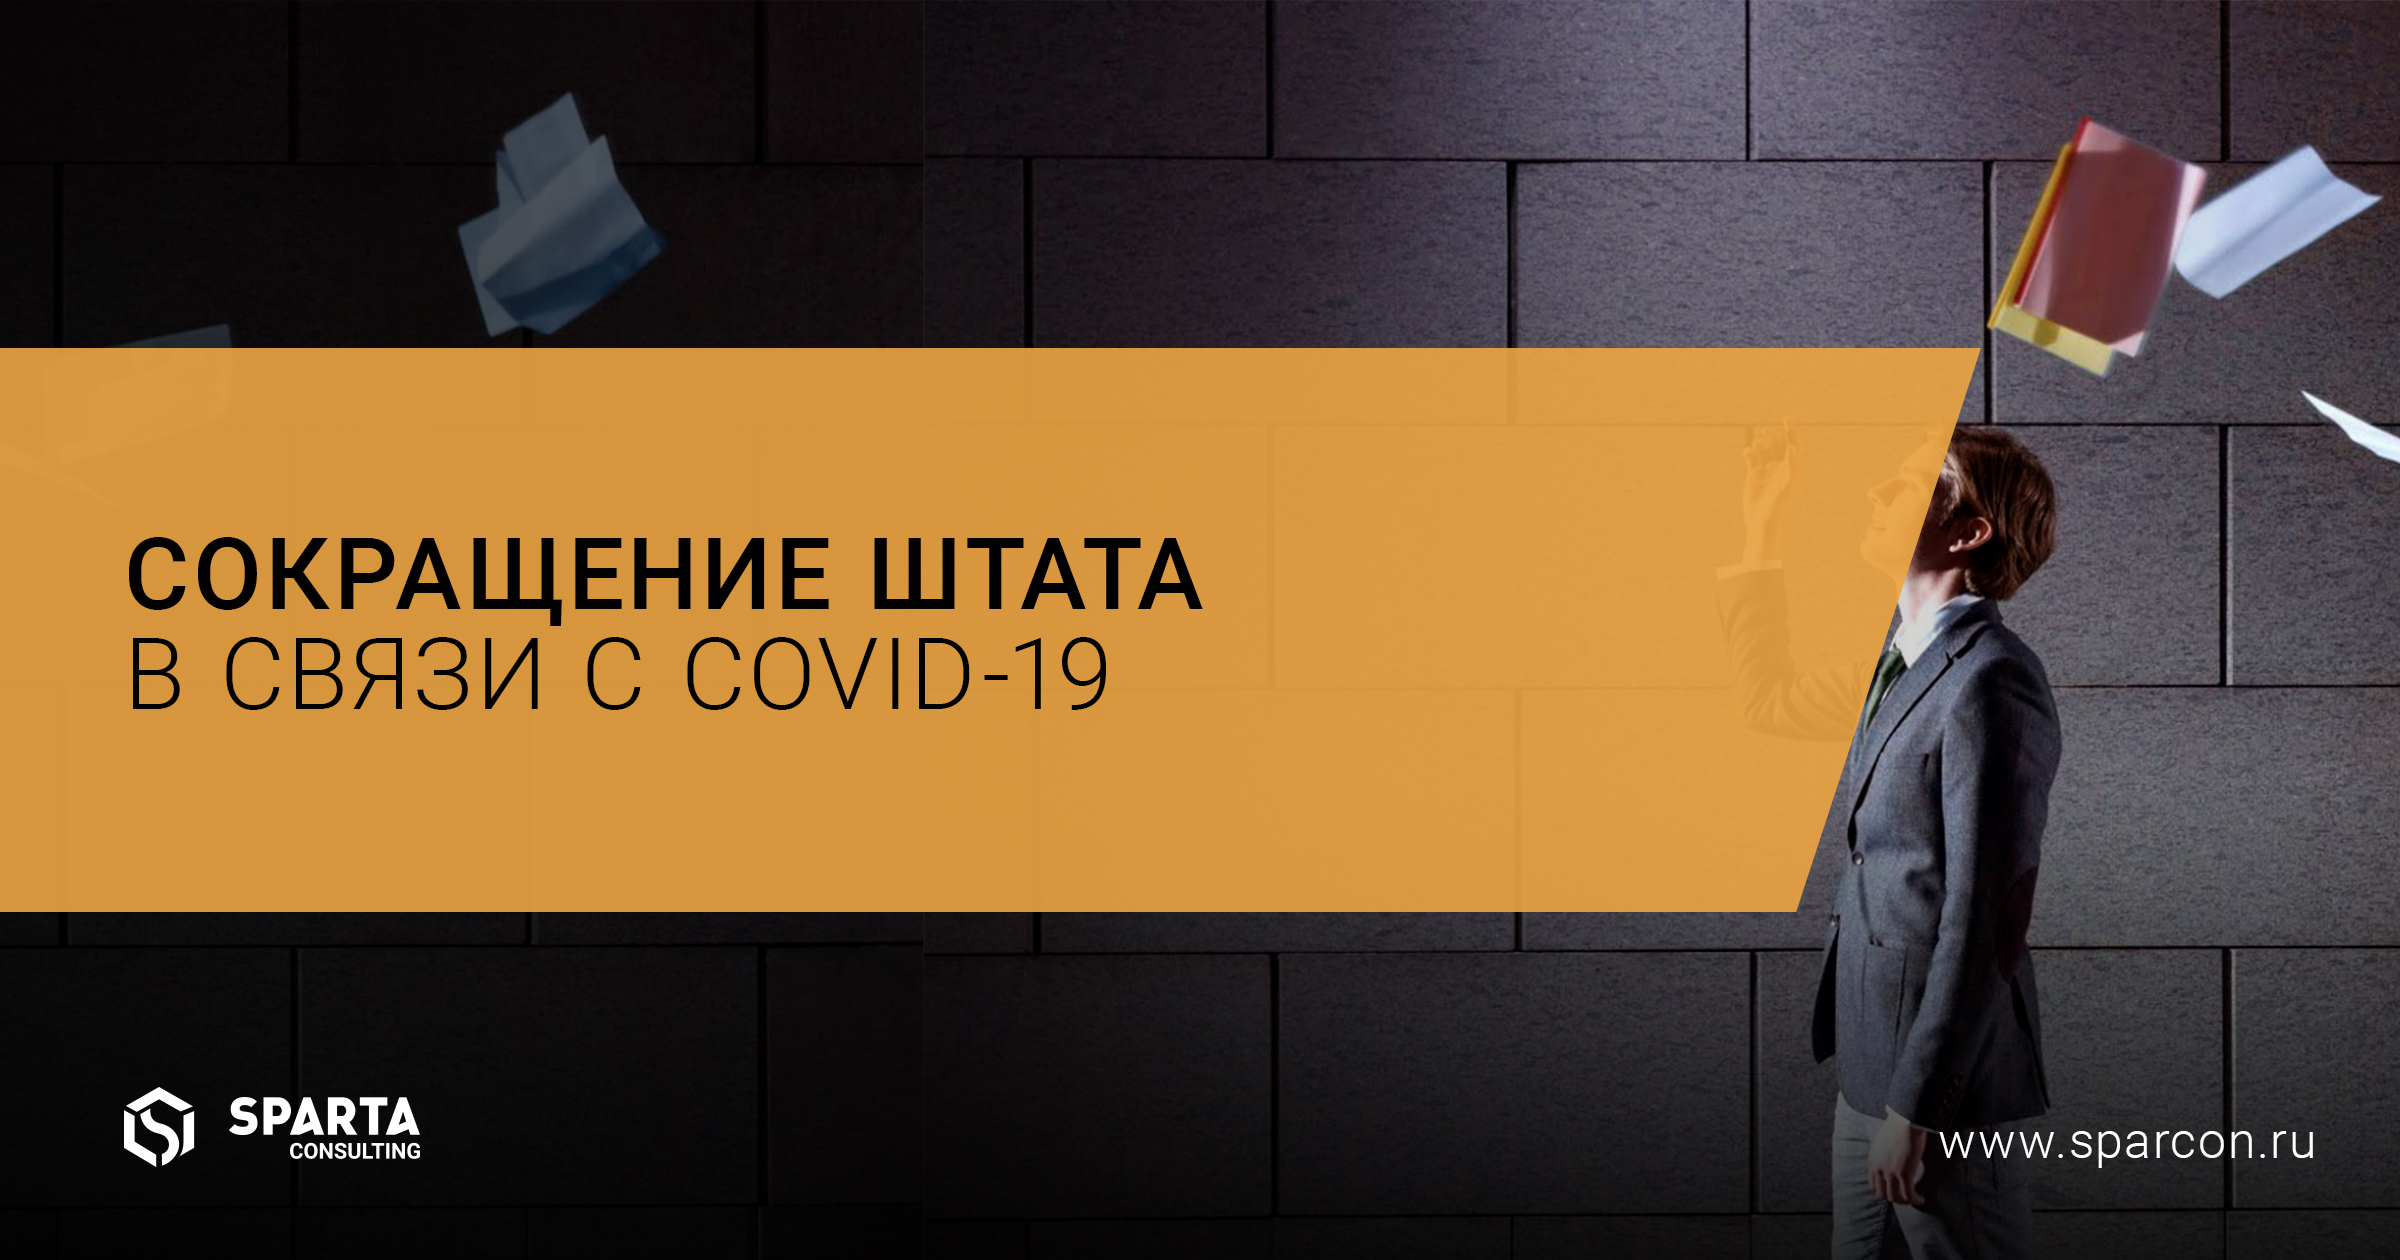 СОКРАЩЕНИЕ ШТАТА
В СВЯЗИ С COVID-19
SPARTA
CONSULTING
www.sparcon.ru